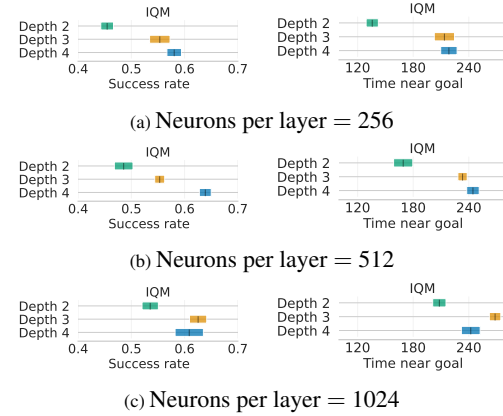 IQM
Depth 2
Depth 3
Depth 4
0.4 0.5 0.6 0.7
Success rate
IQM
Depth 2
Depth 3
Depth 4
120 180 240
Time near goal
(a) Neurons per layer = 256
IQM
Depth 2
Depth 3
Depth 4
0.4 0.5 0.6 0.7
Success rate
IQM
Depth 2
Depth 3
Depth 4
120 180 240
Time near goal
(b) Neurons per layer = 512
IQM
Depth 2
Depth 3
Depth 4
0.4 0.5 0.6 0.7
Success rate
IQM
Depth 2
Depth 3
Depth 4
120 180 240
Time near goal
(c) Neurons per layer = 1024